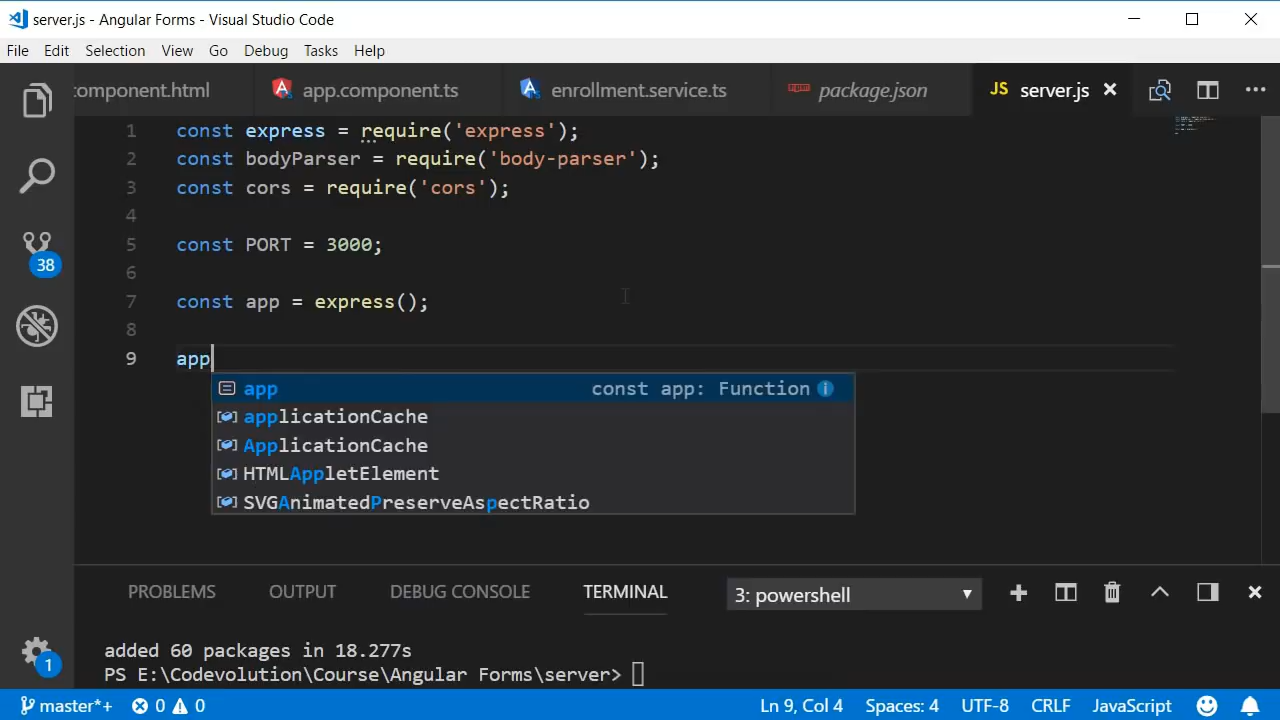 server.js - Angular Forms - Visual Studio Code
File Edit Selection View Go Debug Tasks Help
component.html app.component.ts enrollment.service.ts package.json JS server.js
1 const express = require('express');
2 const bodyParser = require('body-parser');
3 const cors = require('cors');
4
5 const PORT = 3000;
6
7 const app = express();
8
9 app
app const app: Function
applicationCache
ApplicationCache
HTMLAppletElement
SVGAnimatedPreserveAspectRatio
38
PROBLEMS OUTPUT DEBUG CONSOLE TERMINAL 3: powershell
added 60 packages in 18.277s
PS E:\Codevolution\Course\Angular Forms\server>
1
master*+ 0 0 Ln 9, Col 4 Spaces: 4 UTF-8 CRLF JavaScript